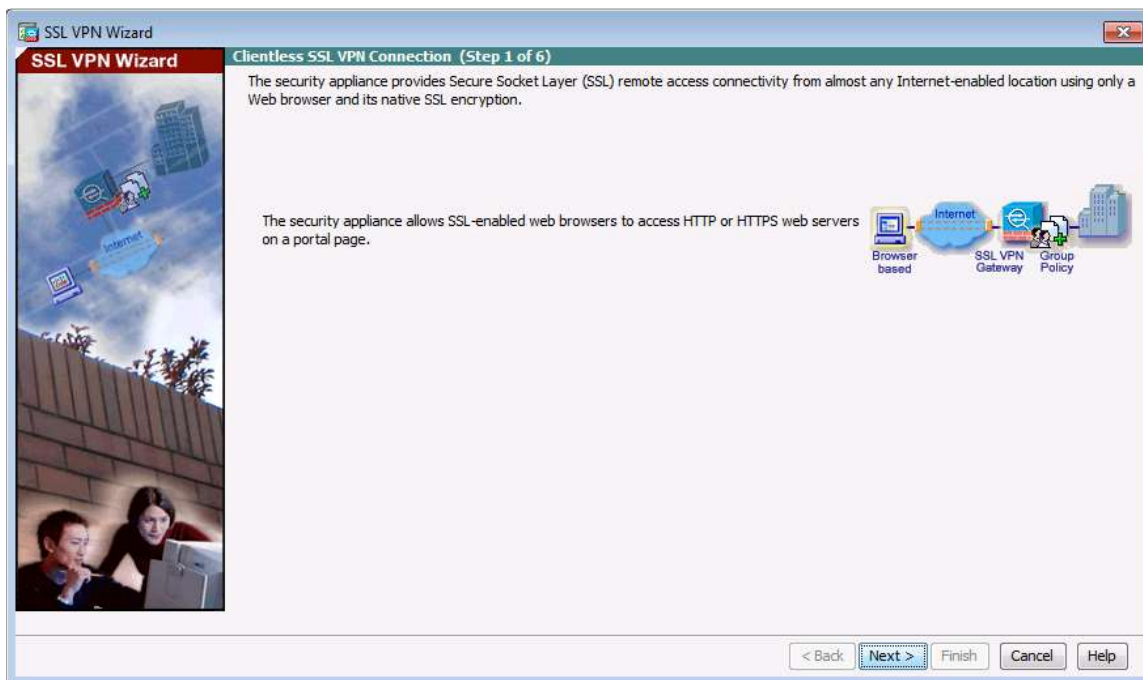 SSL VPN Wizard
SSL VPN Wizard
Clientless SSL VPN Connection (Step 1 of 6)
The security appliance provides Secure Socket Layer (SSL) remote access connectivity from almost any Internet-enabled location using only a
Web browser and its native SSL encryption.
Internet
The security appliance allows SSL-enabled web browsers to access HTTP or HTTPS web servers
on a portal page.
Internet
Browser
based
SSL VPN
Gateway
Group
Policy
< Back
Next >
Finish
Cancel
Help